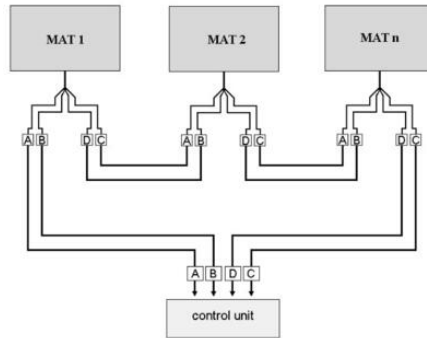 MAT 1 MAT 2 MAT n
A B D C A B D C A B D C
A B D C
control unit